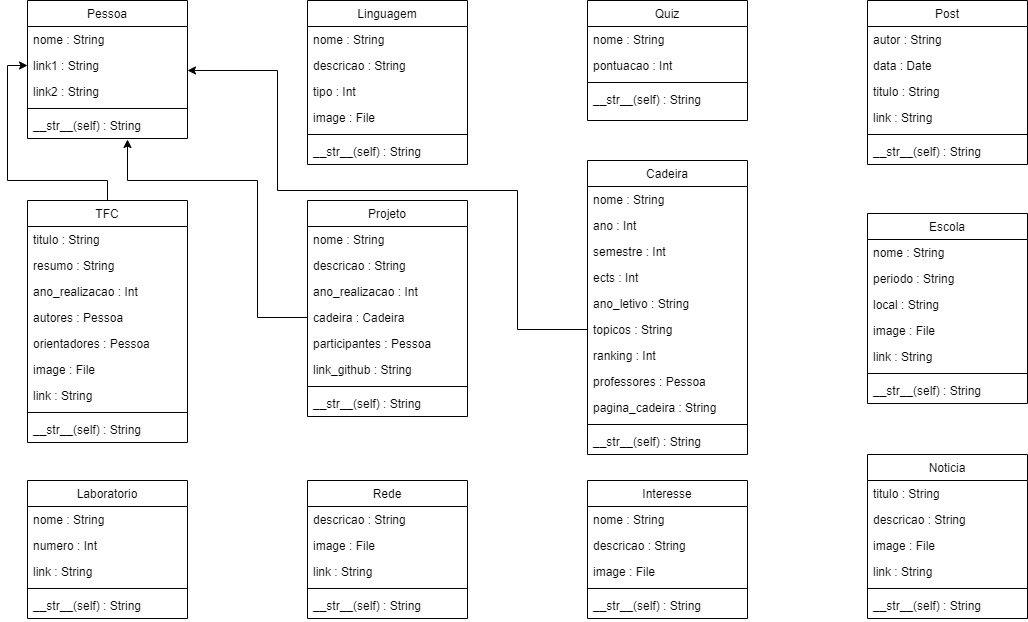 Pessoa
nome : String
link1 : String
link2 : String
__str__(self) : String
Linguagem
nome : String
descricao : String
tipo : Int
image : File
__str__(self) : String
Quiz
nome : String
pontuacao : Int
__str__(self) : String
Post
autor : String
data : Date
titulo : String
link : String
__str__(self) : String
TFC
titulo : String
resumo : String
ano_realizacao : Int
autores : Pessoa
orientadores : Pessoa
image : File
link : String
__str__(self) : String
Projeto
nome : String
descricao : String
ano_realizacao : Int
cadeira : Cadeira
participantes : Pessoa
link_github : String
__str__(self) : String
Cadeira
nome : String
ano : Int
semestre : Int
ects : Int
ano_letivo : String
topicos : String
ranking : Int
professores : Pessoa
pagina_cadeira : String
__str__(self) : String
Escola
nome : String
periodo : String
local : String
image : File
link : String
__str__(self) : String
Laboratorio
nome : String
numero : Int
link : String
__str__(self) : String
Rede
descricao : String
image : File
link : String
__str__(self) : String
Interesse
nome : String
descricao : String
image : File
__str__(self) : String
Noticia
titulo : String
descricao : String
image : File
link : String
__str__(self) : String